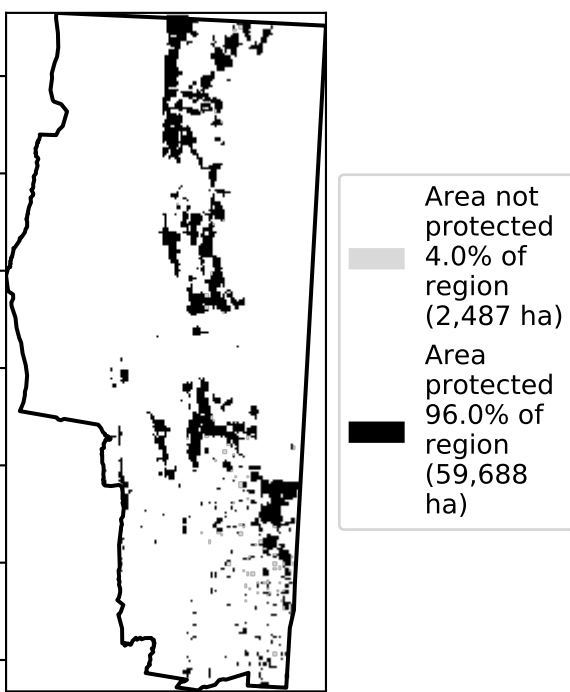 Area not
protected
4.0% of
region
(2,487 ha)
Area
protected
96.0% of
region
(59,688
ha)